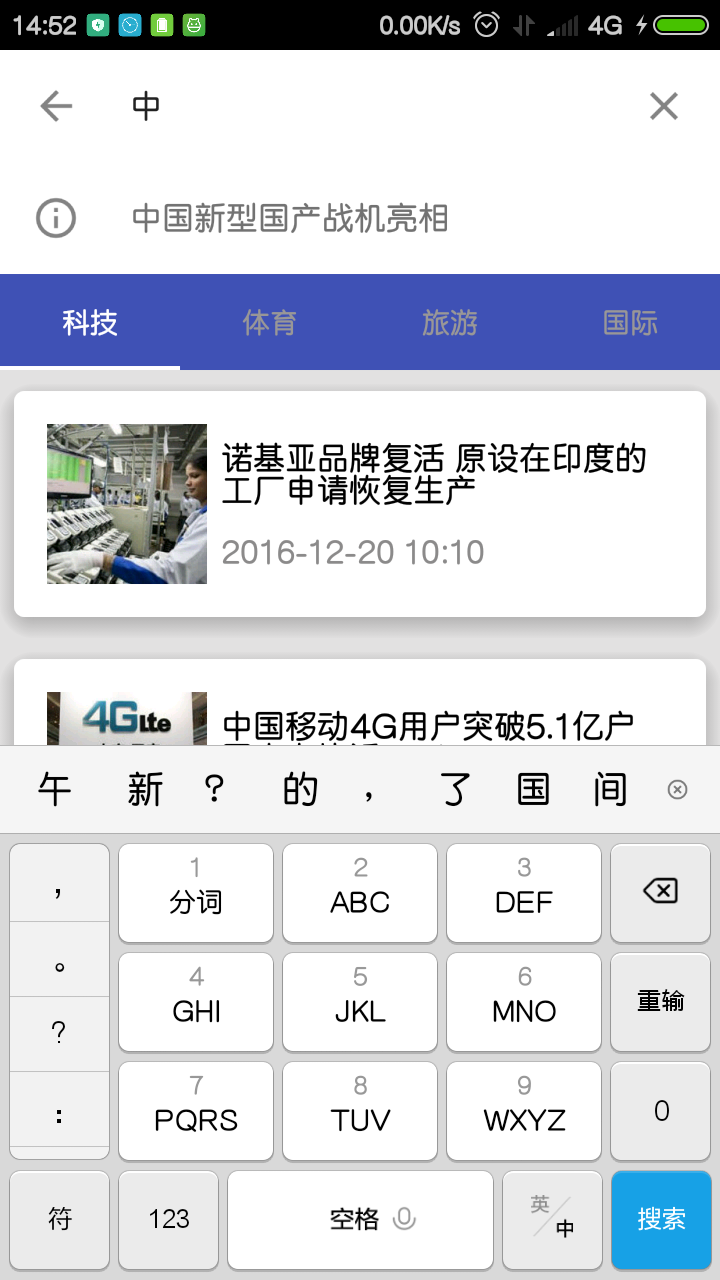 14:52 0.00K/s 4G
中
中国新型国产战机亮相
科技 体育 旅游 国际
诺基亚品牌复活 原设在印度的
工厂申请恢复生产
2016-12-20 10:10
4G LTE
中国移动4G用户突破5.1亿户
午 新 ？ 的 ， 了 国 间
， 1 2 3
分词 ABC DEF
。 4 5 6
GHI JKL MNO 重输
？
7 8 9
： PQRS TUV WXYZ 0
符 123 空格 英/中 搜索